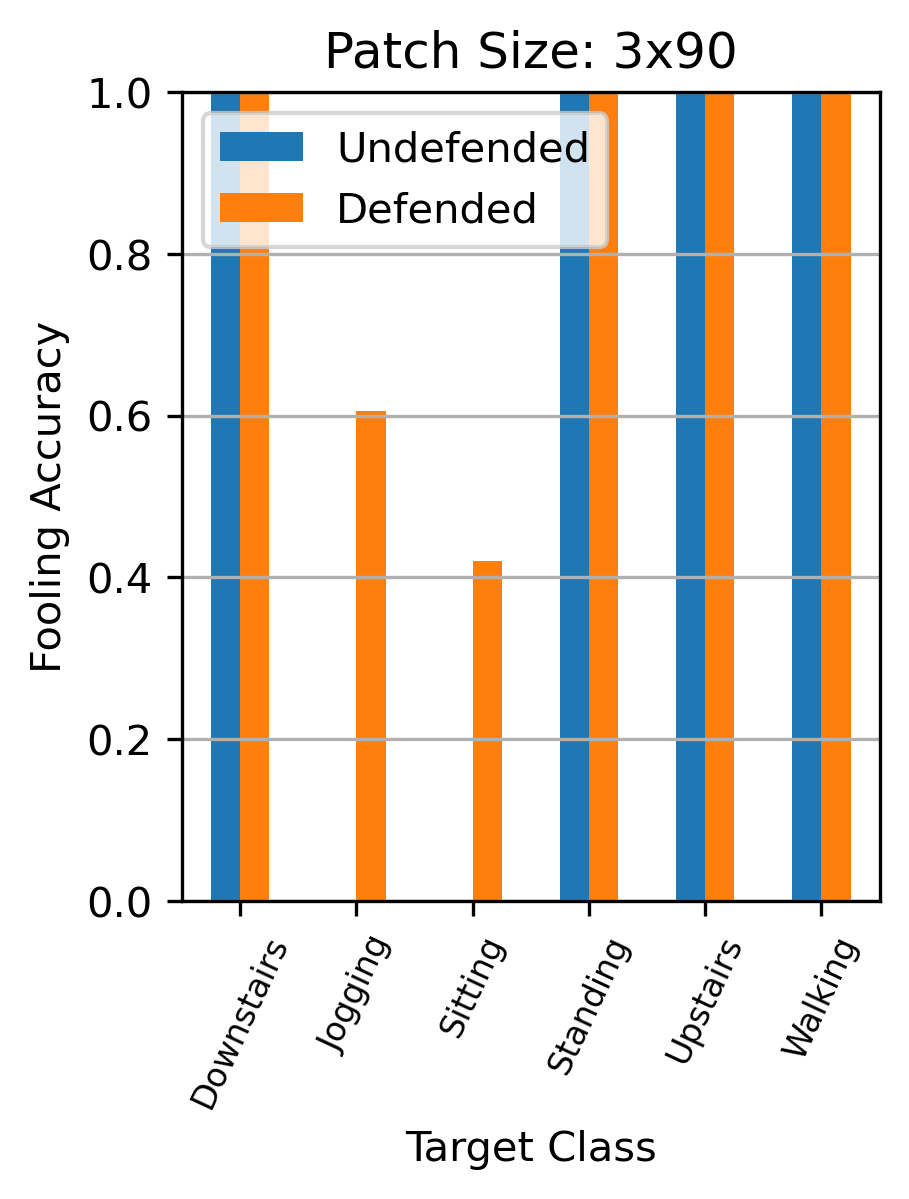 Patch Size: 3x90
1.0
0.8
0.6
0.4
0.2
0.0
Fooling Accuracy
Undefended
Defended
Downstairs
Jogging
Sitting
Standing
Upstairs
Walking
Target Class